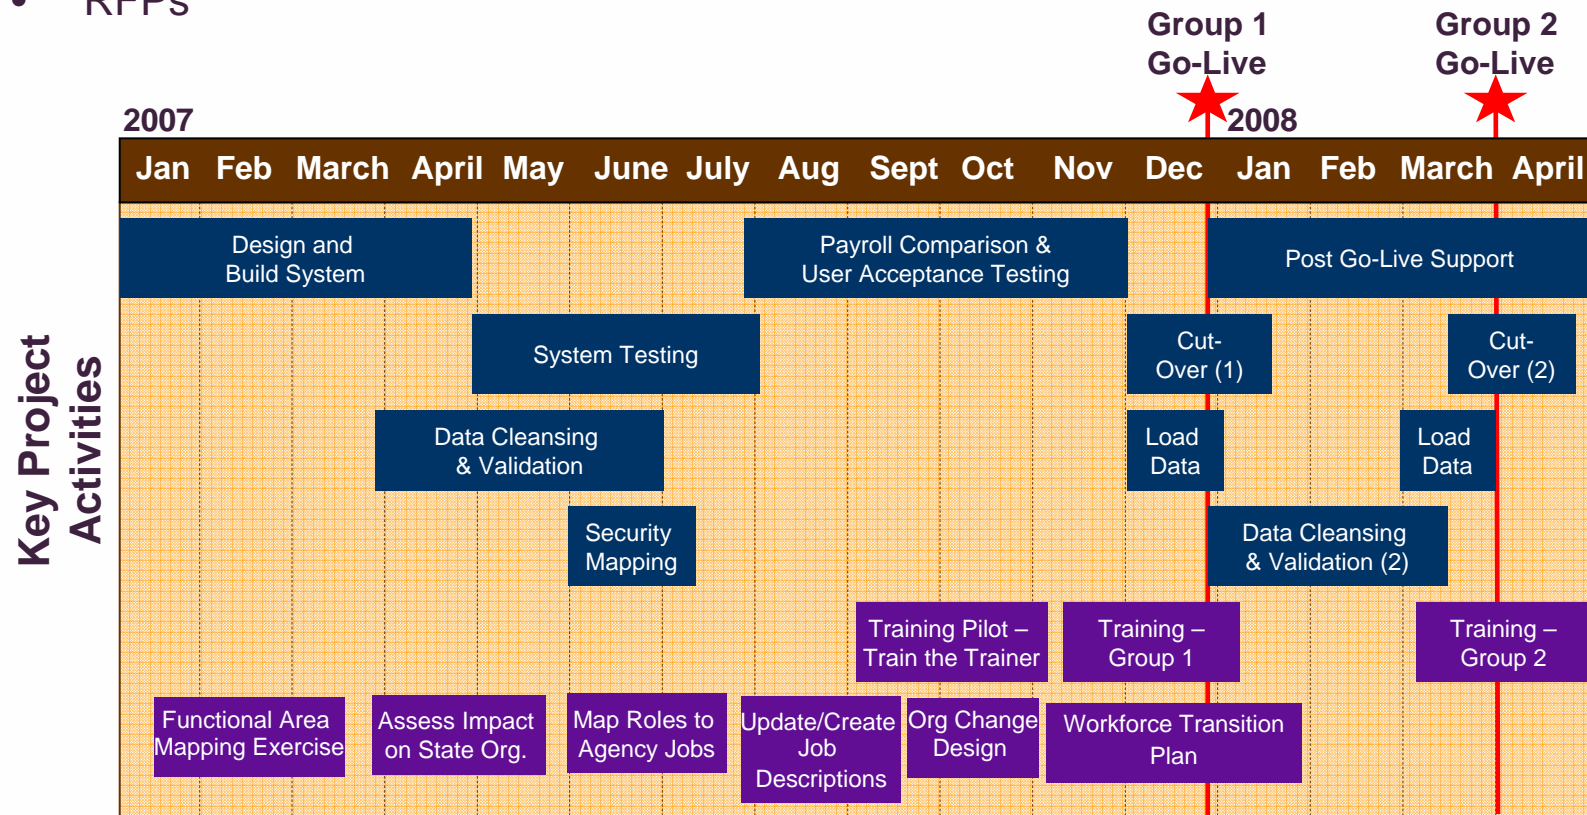 • RFPs
Group 1
Go-Live
Group 2
Go-Live
2007
2008
Jan Feb March April May June July Aug Sept Oct Nov Dec Jan Feb March April
Key Project
Activities
Design and
Build System
Payroll Comparison &
User Acceptance Testing
Post Go-Live Support
System Testing
Cut-
Over (1)
Cut-
Over (2)
Data Cleansing
& Validation
Load
Data
Load
Data
Security
Mapping
Data Cleansing
& Validation (2)
Training Pilot –
Train the Trainer
Training –
Group 1
Training –
Group 2
Functional Area
Mapping Exercise
Assess Impact
on State Org.
Map Roles to
Agency Jobs
Update/Create
Job
Descriptions
Org Change
Design
Workforce Transition
Plan